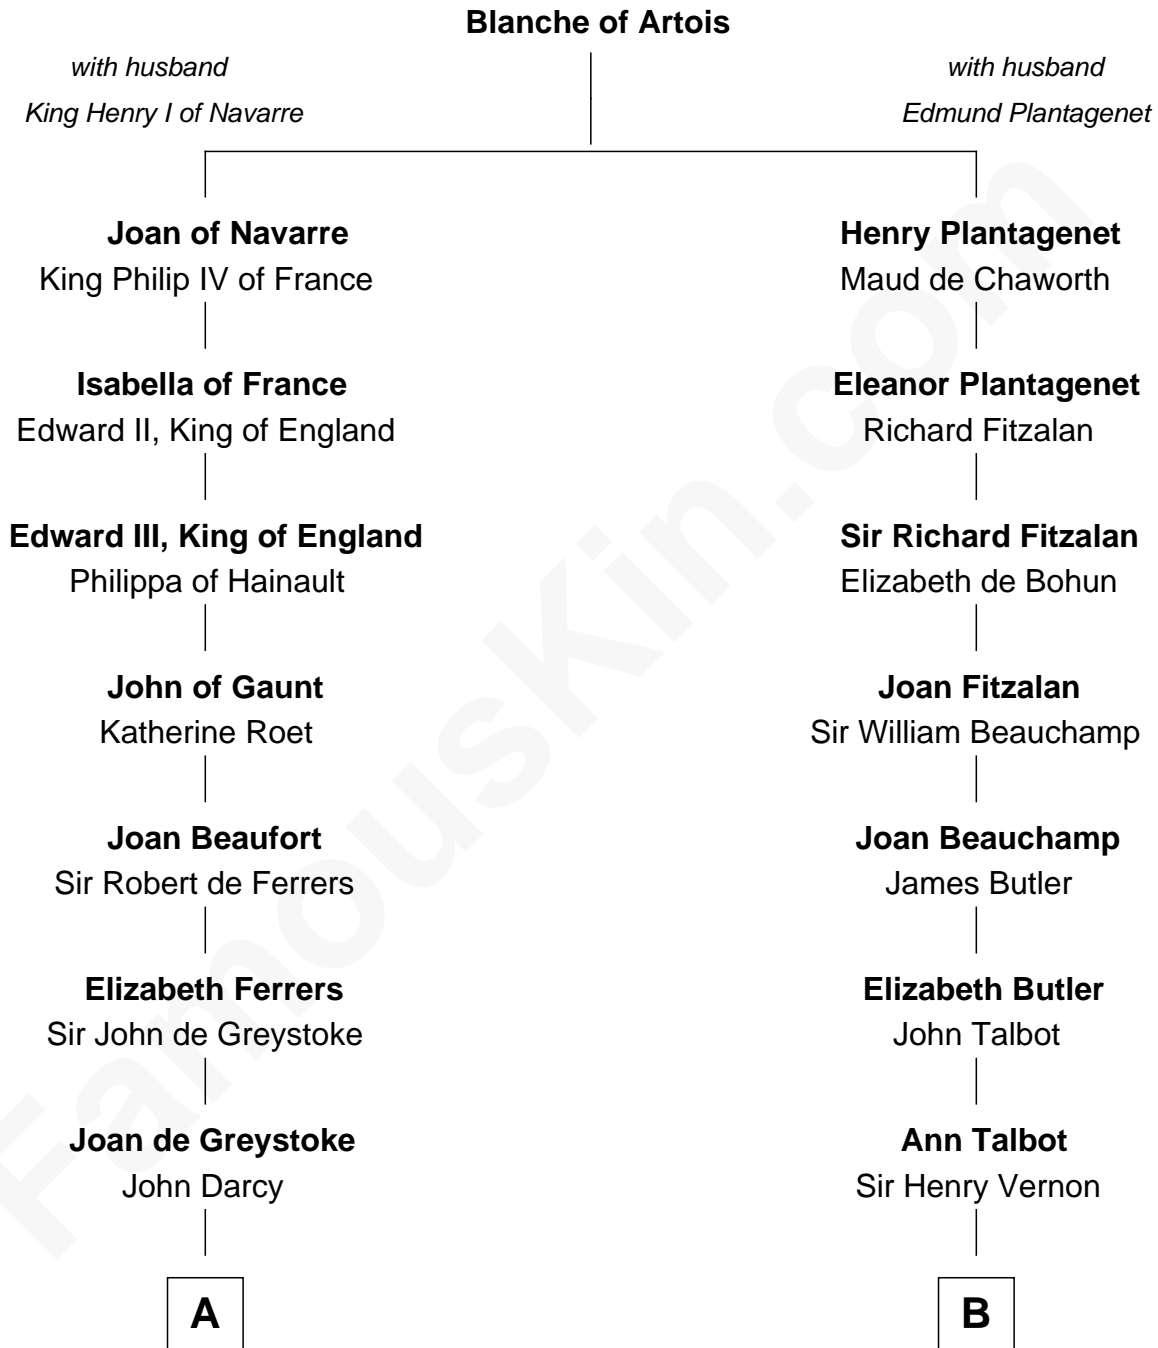 Blanche of Artois
with husband
King Henry I of Navarre
with husband
Edmund Plantagenet
Joan of Navarre
King Philip IV of France
Henry Plantagenet
Maud de Chaworth
Isabella of France
Edward II, King of England
Eleanor Plantagenet
Richard Fitzalan
Edward III, King of England
Philippa of Hainault
Sir Richard Fitzalan
Elizabeth de Bohun
John of Gaunt
Katherine Roet
Joan Fitzalan
Sir William Beauchamp
Joan Beaufort
Sir Robert de Ferrers
Joan Beauchamp
James Butler
Elizabeth Ferrers
Sir John de Greystoke
Elizabeth Butler
John Talbot
Joan de Greystoke
John Darcy
Ann Talbot
Sir Henry Vernon
A
B
FamousKin.com